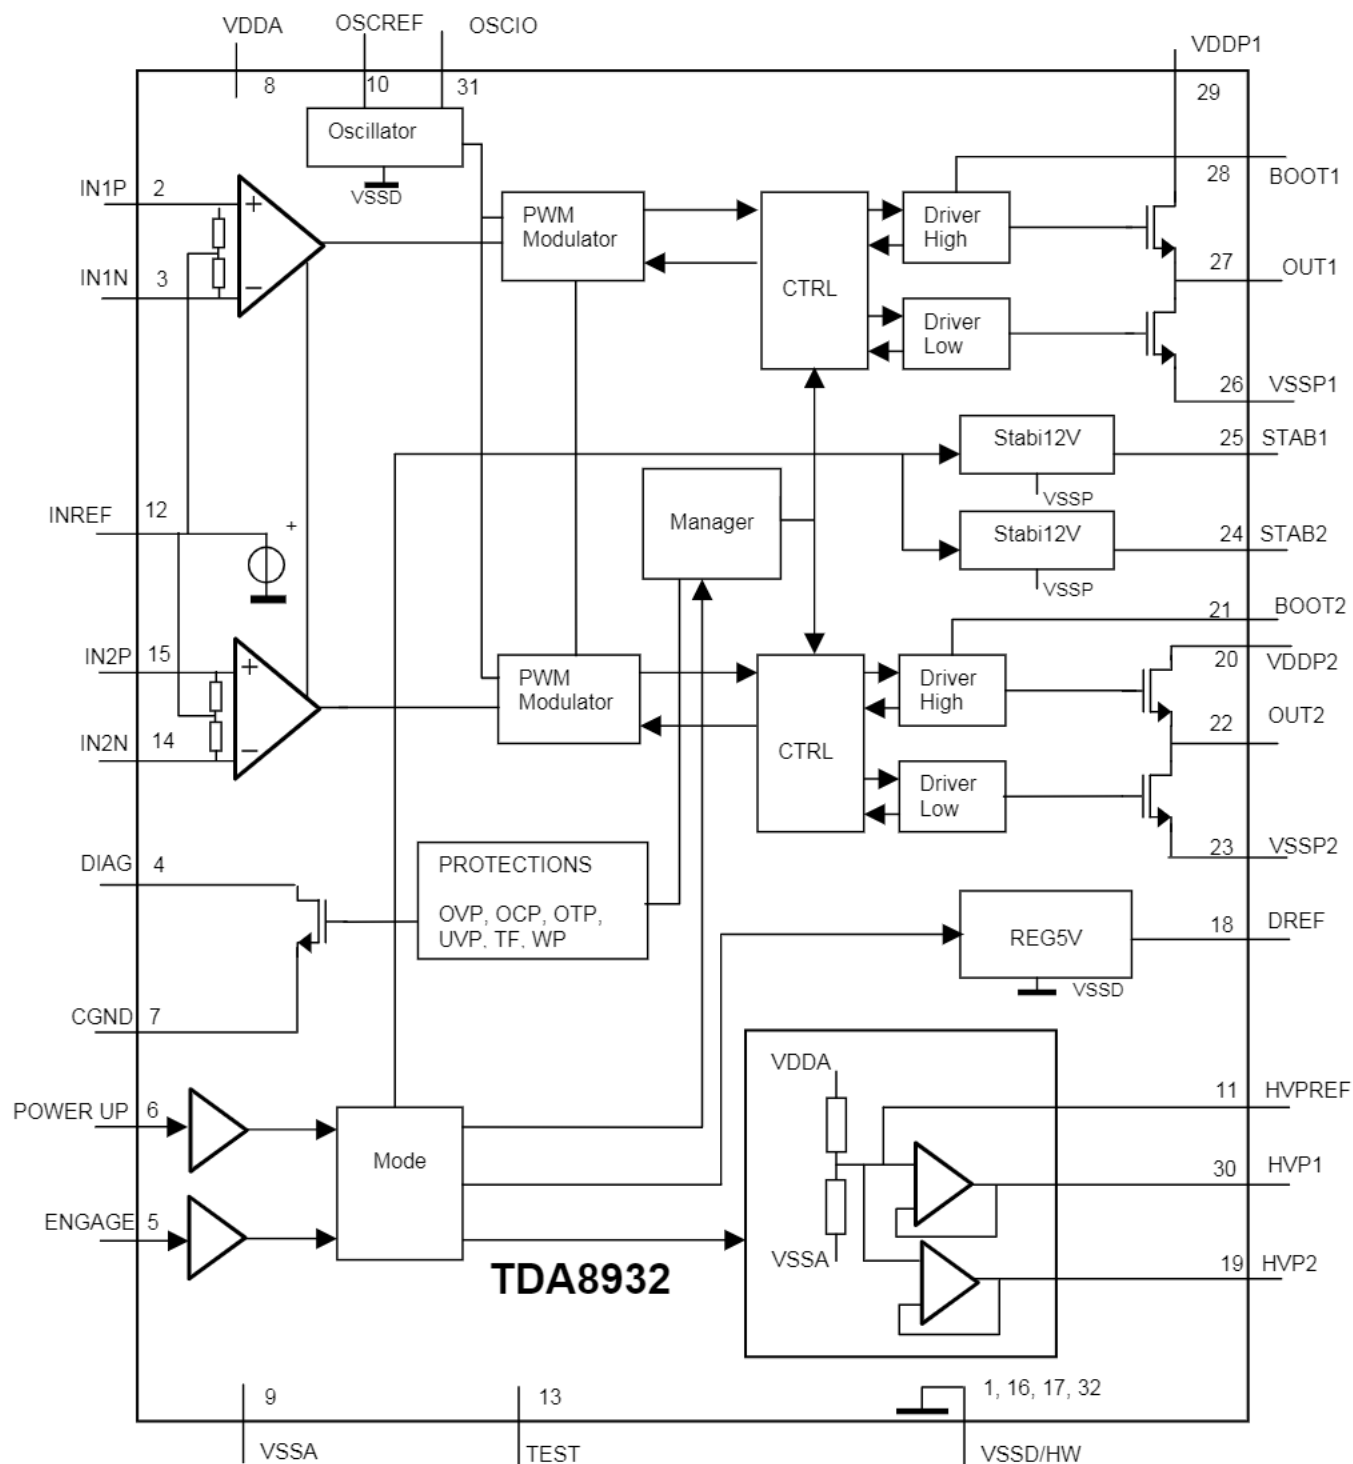 VDDA
OSCREF
OSCIO
VDDP1
8
10
31
29
Oscillator
VSSD
IN1P
2
+
IN1N
3
−
PWM
Modulator
CTRL
Driver
High
Driver
Low
28
BOOT1
27
OUT1
26
VSSP1
Stabi12V
25
STAB1
VSSP
Manager
Stabi12V
24
STAB2
VSSP
INREF
12
+
21
BOOT2
IN2P
15
+
IN2N
14
−
PWM
Modulator
CTRL
Driver
High
Driver
Low
20
VDDP2
22
OUT2
23
VSSP2
DIAG
4
PROTECTIONS
OVP, OCP, OTP,
UVP, TF, WP
CGND
7
REG5V
18
DREF
VSSD
POWER UP
6
Mode
ENGAGE
5
VDDA
VSSA
11
HVPREF
30
HVP1
19
HVP2
TDA8932
9
13
1, 16, 17, 32
VSSA
TEST
VSSD/HW